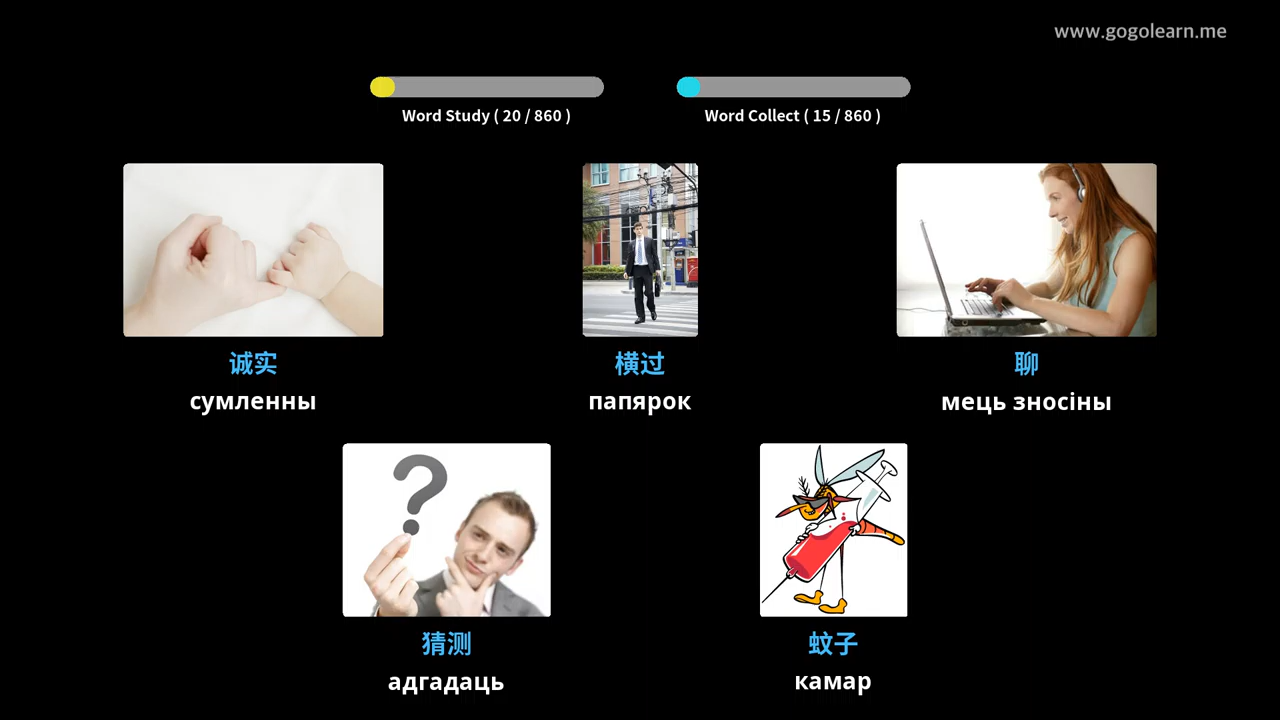 www.gogolearn.me
Word Study ( 20 / 860 )
Word Collect ( 15 / 860 )
诚实
сумленны
横过
папярок
聊
мець зносіны
猜测
адгадаць
蚊子
камар